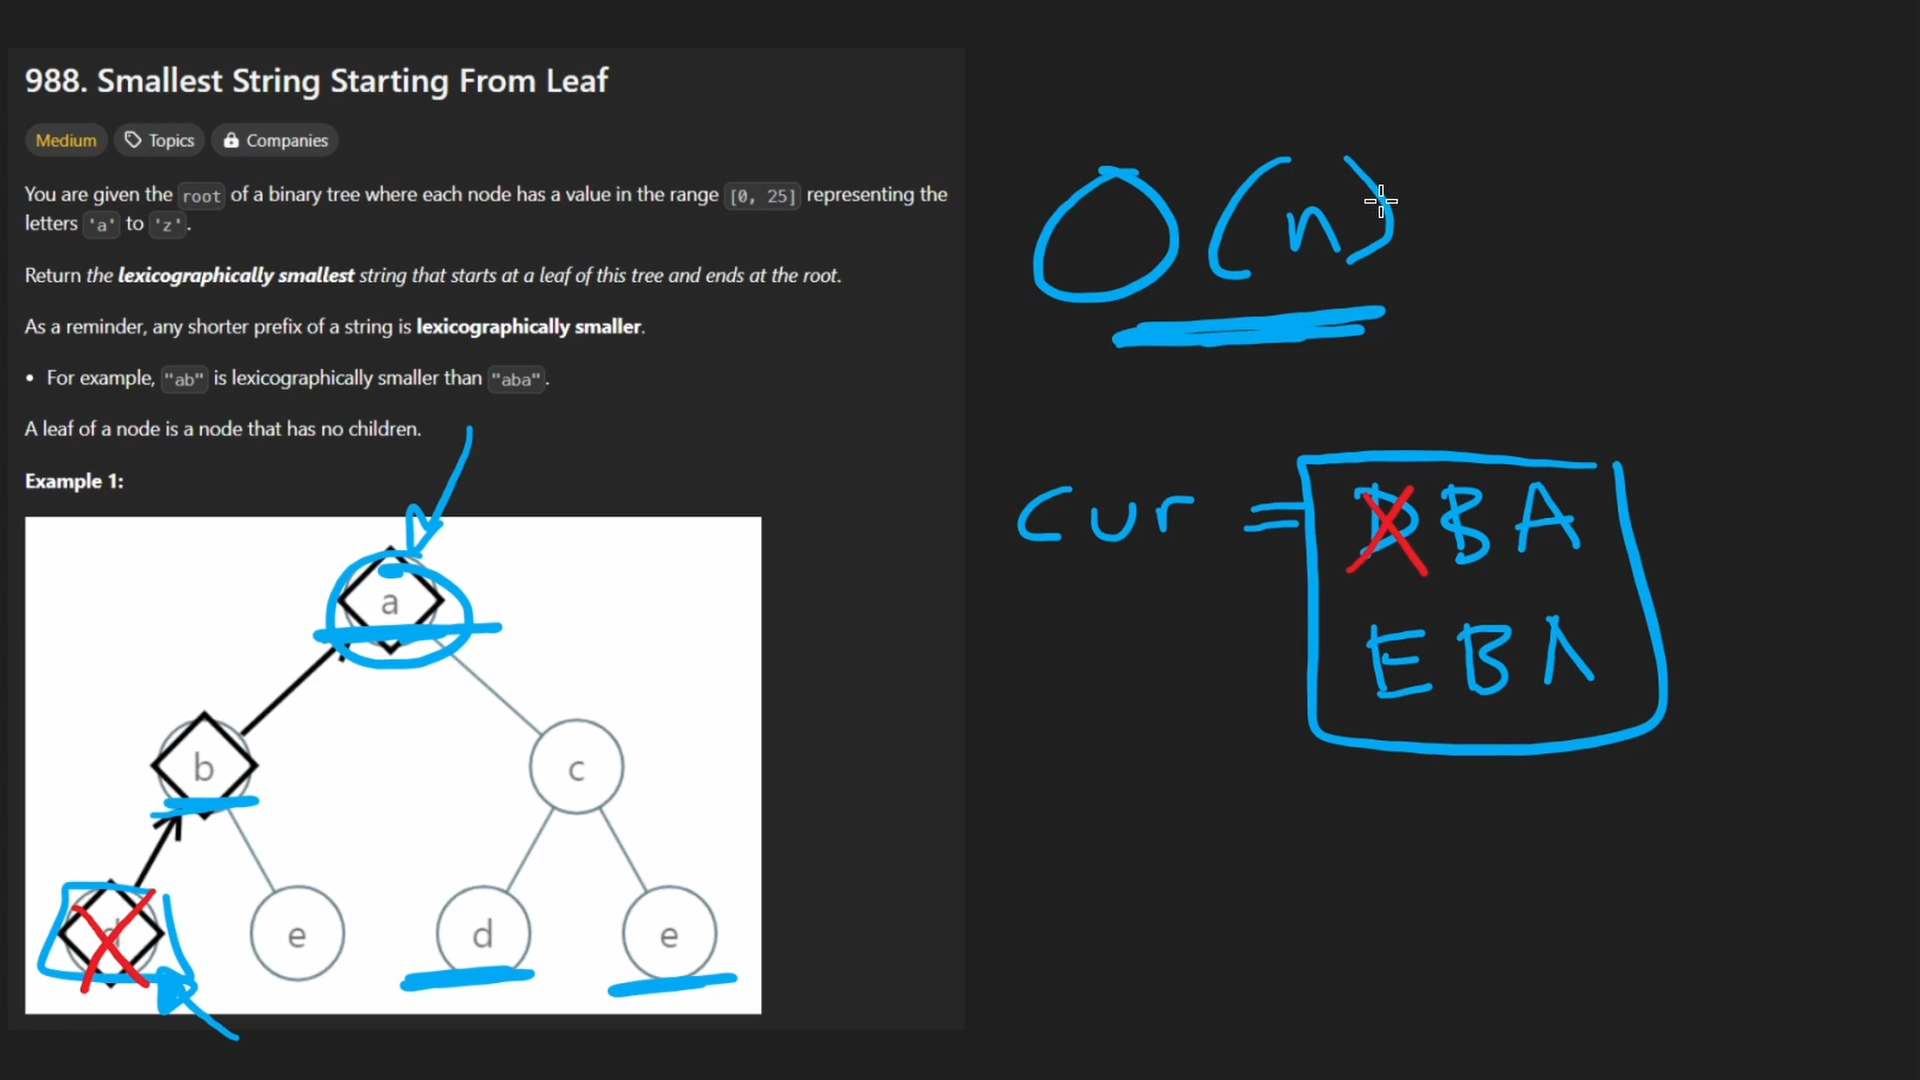 988. Smallest String Starting From Leaf
Medium Topics Companies
You are given the root of a binary tree where each node has a value in the range [0, 25] representing the
letters 'a' to 'z'.
Return the lexicographically smallest string that starts at a leaf of this tree and ends at the root.
As a reminder, any shorter prefix of a string is lexicographically smaller.
• For example, "ab" is lexicographically smaller than "aba".
A leaf of a node is a node that has no children.
Example 1:
a
b c
d e d e
O(n)
Cur = D B A
E B A